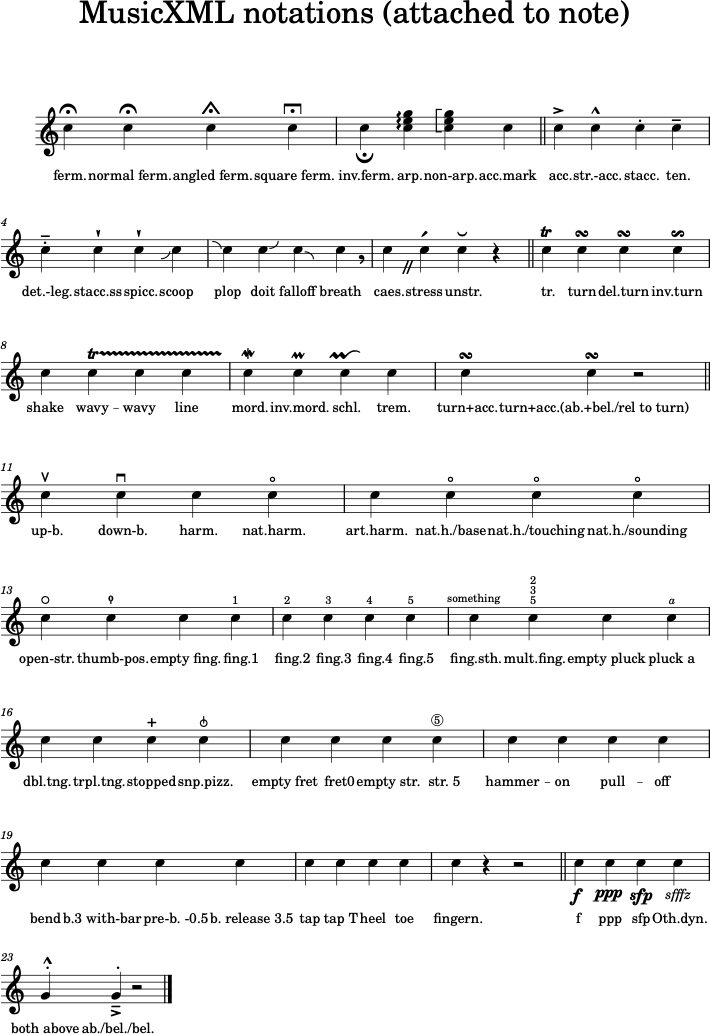 MusicXML notations (attached to note)
ferm. normal ferm. angled ferm. square ferm. inv.ferm. arp. non-arp. acc.mark acc. str.-acc. stacc. ten.
4
det.-leg. stacc.ss spicc. scoop plop doit falloff breath caes. stress unstr. tr. turn del.turn inv.turn
8
shake wavy – wavy line mord. inv.mord. schl. trem. turn+acc. turn+acc.(ab.+bel./rel to turn)
11
up-b. down-b. harm. nat.harm. art.harm. nat.h./base nat.h./touching nat.h./sounding
13
1 2 3 4 5 something 2 3 5 a
open-str. thumb-pos. empty fing. fing.1 fing.2 fing.3 fing.4 fing.5 fing.sth. mult.fing. empty pluck pluck a
16
5
dbl.tng. trpl.tng. stopped snp.pizz. empty fret fret0 empty str. str. 5 hammer – on pull – off
19
f ppp sfp sfffz
bend b.3 with-bar pre-b. -0.5 b. release 3.5 tap tap T heel toe fingern. f ppp sfp Oth.dyn.
23
both above ab./bel./bel.